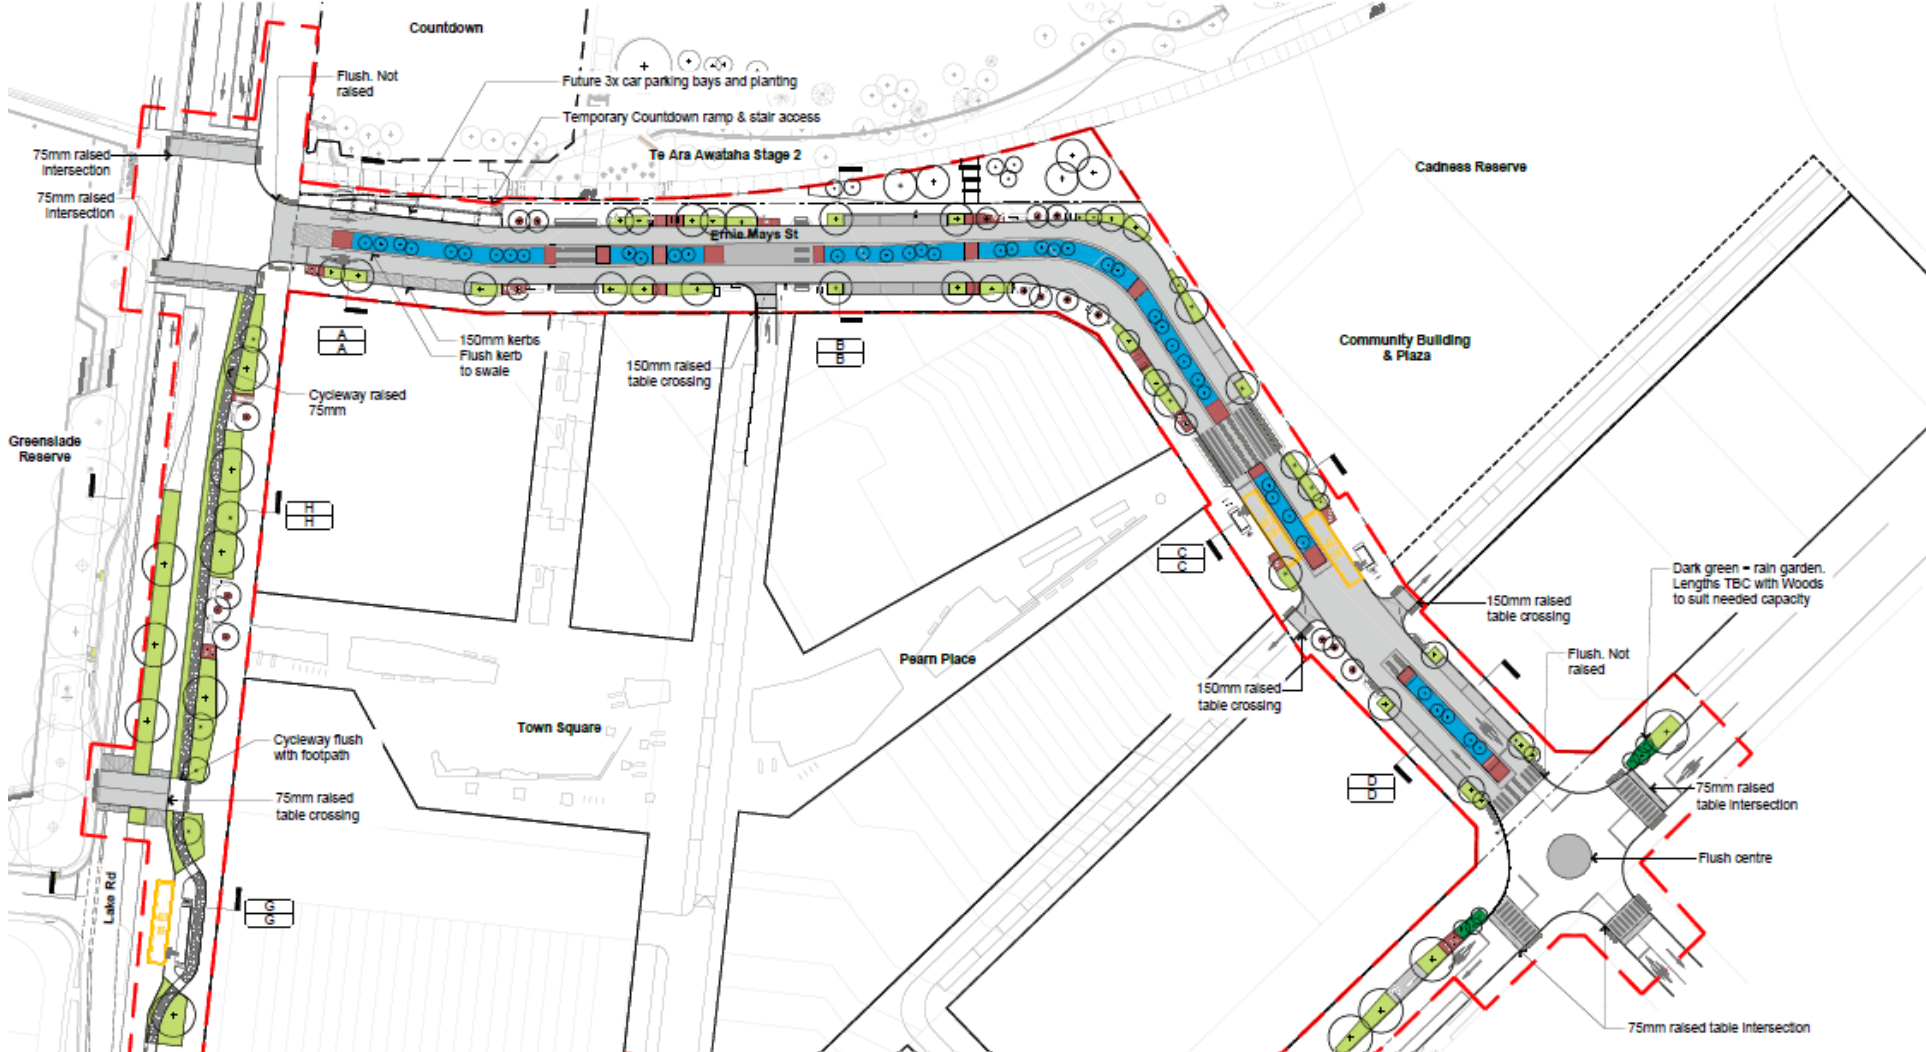 Countdown
Flush. Not
raised
Future 3x car parking bays and planting
Temporary Countdown ramp & stair access
75mm raised
intersection
Te Ara Awataha Stage 2
Cadness Reserve
75mm raised
intersection
Ernie Mays St
A
A
150mm kerbs
Flush kerb
to swale
150mm raised
table crossing
B
B
Community Building
& Plaza
Cycleway raised
75mm
Greenslade
Reserve
H
H
C
C
Dark green = rain garden.
Lengths TBC with Woods
to suit needed capacity
150mm raised
table crossing
Pearn Place
Flush. Not
raised
150mm raised
table crossing
Town Square
Cycleway flush
with footpath
75mm raised
table crossing
D
D
75mm raised
table intersection
Flush centre
Lake Rd
G
G
75mm raised table intersection